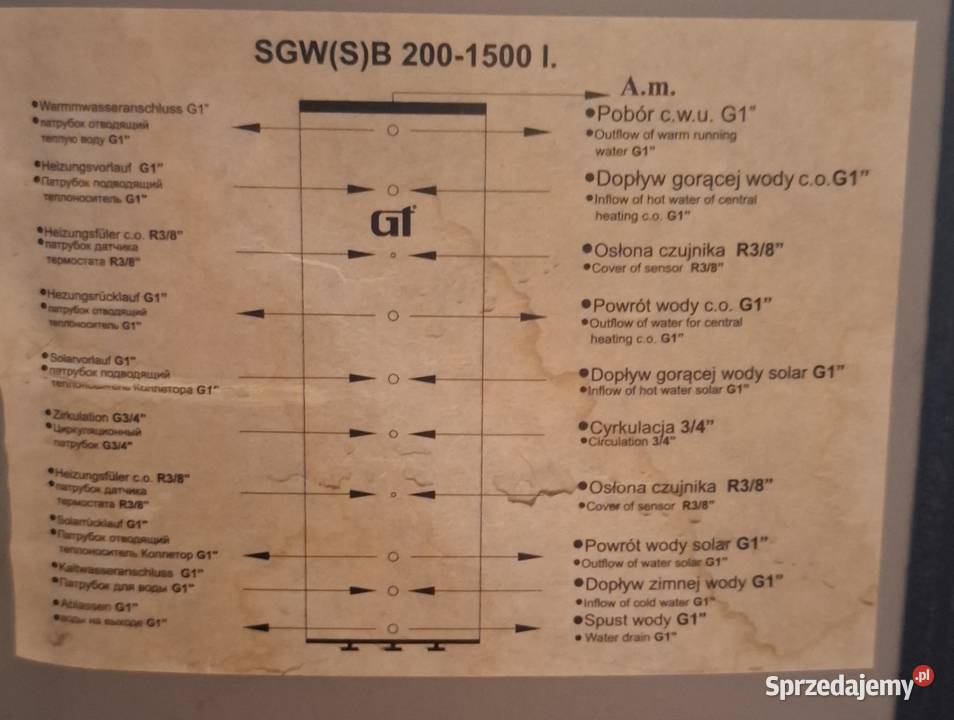 SGW(S)B 200-1500 l.
A.m.
•Warmmwasseranschluss G1"
•патрубок отводящий
теплую воду G1"
•Heizungsvorlauf G1"
•Патрубок подводящий
теплоноситель G1"
•Heizungsfüler c.o. R3/8"
•патрубок датчика
термостата R3/8"
•Hezungsrücklauf G1"
•патрубок отводящий
теплоноситель G1"
•Solarvorlauf G1"
•патрубок подводящий
теплоноситель Коллетора G1"
•Zirkulation G3/4"
•Циркуляционный
патрубок G3/4"
•Heizungsfüler c.o. R3/8"
•патрубок датчика
термостата R3/8"
•Solarrücklauf G1"
•Патрубок отводящий
теплоноситель Коллетор G1"
•Kaltwasseranschluss G1"
•Патрубок для воды G1"
•Ablassen G1"
•воды на выходе G1"
Gt
•Pobór c.w.u. G1"
•Outflow of warm running
water G1"
•Dopływ gorącej wody c.o.G1"
•Inflow of hot water of central
heating c.o. G1"
•Osłona czujnika R3/8"
•Cover of sensor R3/8"
•Powrót wody c.o. G1"
•Outflow of water for central
heating c.o. G1"
•Dopływ gorącej wody solar G1"
•Inflow of hot water solar G1"
•Cyrkulacja 3/4"
•Circulation 3/4"
•Osłona czujnika R3/8"
•Cover of sensor R3/8"
•Powrót wody solar G1"
•Outflow of water solar G1"
•Dopływ zimnej wody G1"
•Inflow of cold water G1"
•Spust wody G1"
• Water drain G1"
Sprzedajemy.pl